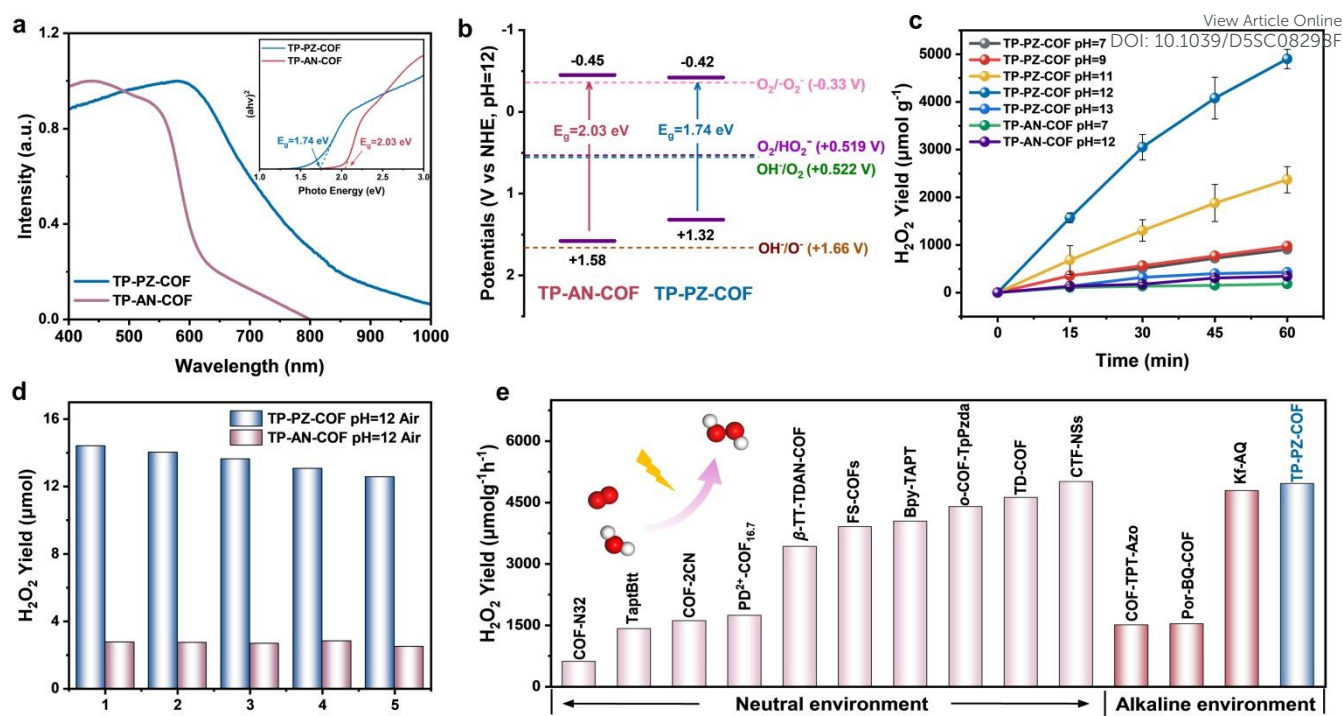 View Article Online
DOI: 10.1039/D5SC08298F
a
Intensity (a.u.)
1.2
0.9
0.6
0.3
0.0
TP-PZ-COF
TP-AN-COF
400 500 600 700 800 900 1000
Wavelength (nm)
TP-PZ-COF
TP-AN-COF
(ahv)²
Eg=1.74 eV
Eg=2.03 eV
1.0 1.5 2.0 2.5 3.0
Photo Energy (eV)
b
Potentials (V vs NHE, pH=12)
-1
0
1
2
-0.45
-0.42
O₂/·O₂⁻ (-0.33 V)
Eg=2.03 eV
Eg=1.74 eV
O₂/HO₂⁻ (+0.519 V)
OH⁻/O₂ (+0.522 V)
+1.32
+1.58
OH⁻/O⁻ (+1.66 V)
TP-AN-COF
TP-PZ-COF
c
H₂O₂ Yield (μmol g⁻¹)
5000
4000
3000
2000
1000
0
TP-PZ-COF pH=7
TP-PZ-COF pH=9
TP-PZ-COF pH=11
TP-PZ-COF pH=12
TP-PZ-COF pH=13
TP-AN-COF pH=7
TP-AN-COF pH=12
0 15 30 45 60
Time (min)
d
H₂O₂ Yield (μmol)
16
12
8
4
0
TP-PZ-COF pH=12 Air
TP-AN-COF pH=12 Air
1 2 3 4 5
e
H₂O₂ Yield (μmolg⁻¹h⁻¹)
6000
4500
3000
1500
0
COF-N32
TaptBtt
COF-2CN
PD²⁺-COF₁₆.₇
β-TT-TDAN-COF
FS-COFs
Bpy-TAPT
o-COF-TpPzda
TD-COF
CTF-NSs
COF-TPT-Azo
Por-BQ-COF
Kf-AQ
TP-PZ-COF
Neutral environment
Alkaline environment